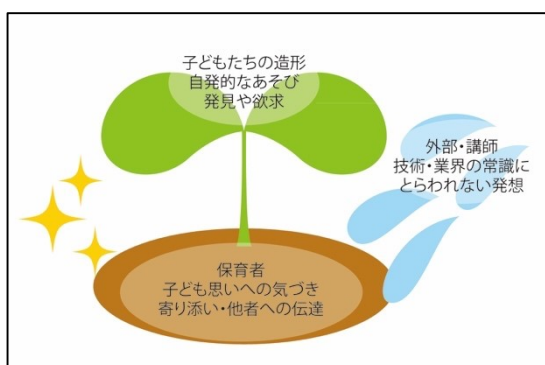 子どもたちの造形
自発的なあそび
発見や欲求
外部・講師
技術・業界の常識に
とらわれない発想
保育者
子ども思いへの気づき
寄り添い・他者への伝達